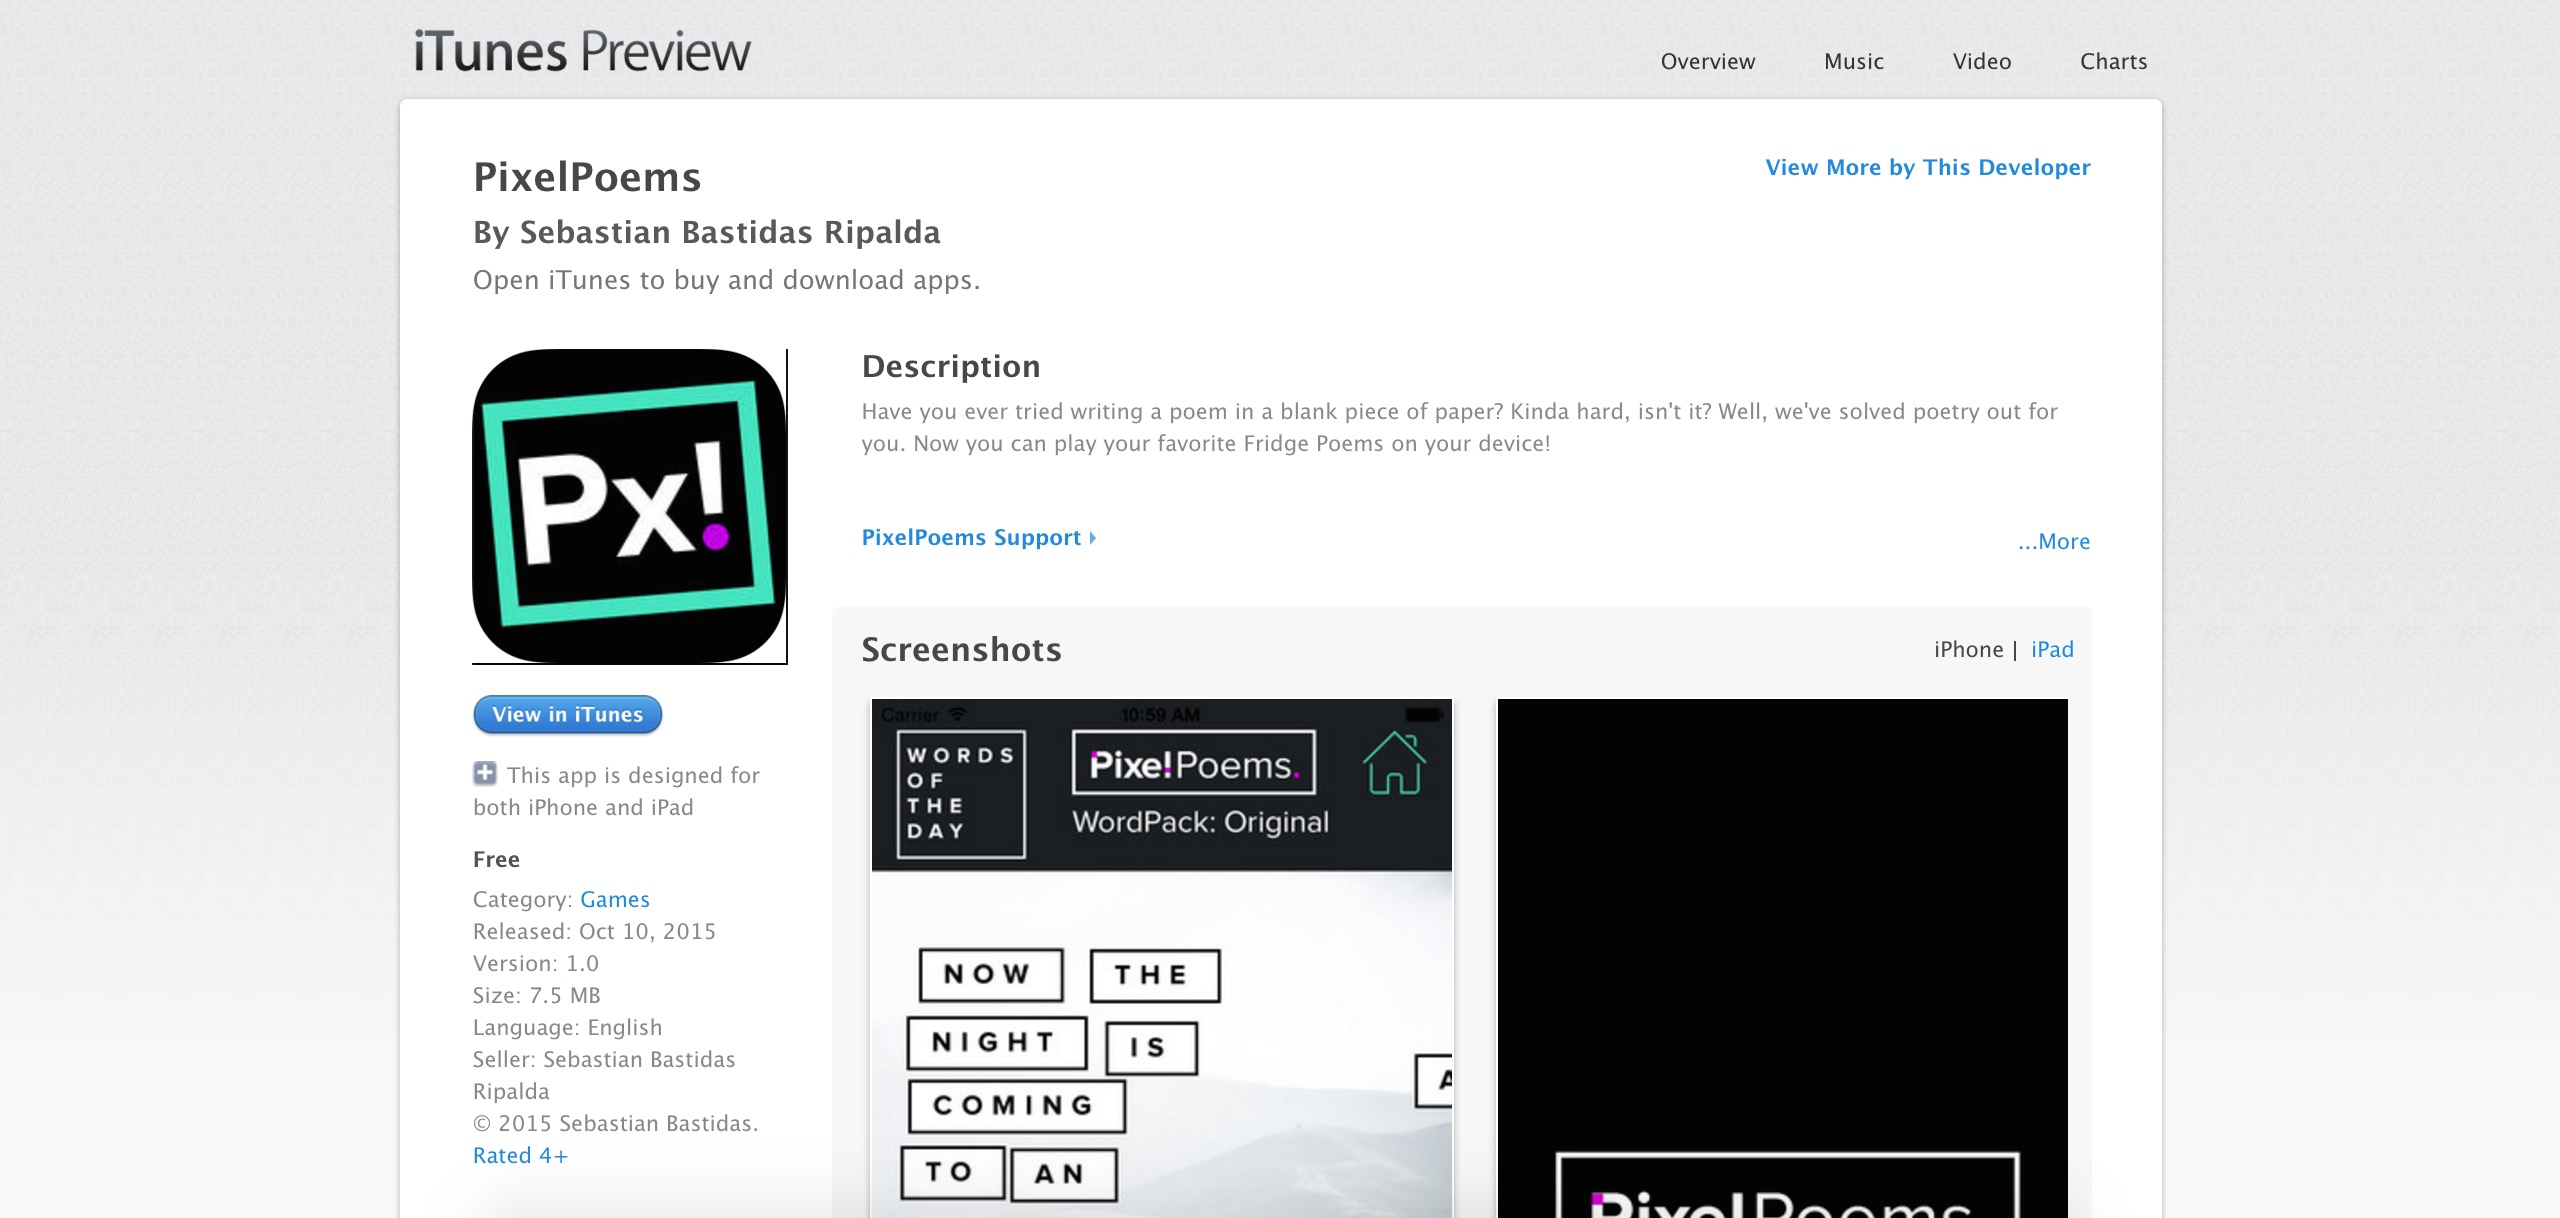 iTunes Preview
Overview Music Video Charts
PixelPoems
View More by This Developer
By Sebastian Bastidas Ripalda
Open iTunes to buy and download apps.
Px!
Description
Have you ever tried writing a poem in a blank piece of paper? Kinda hard, isn't it? Well, we've solved poetry out for
you. Now you can play your favorite Fridge Poems on your device!
PixelPoems Support
...More
View in iTunes
This app is designed for
both iPhone and iPad
Free
Category: Games
Released: Oct 10, 2015
Version: 1.0
Size: 7.5 MB
Language: English
Seller: Sebastian Bastidas
Ripalda
© 2015 Sebastian Bastidas.
Rated 4+
Screenshots
iPhone | iPad
Carrier 10:59 AM
WORDS
OF
THE
DAY
Pixe!Poems.
WordPack: Original
NOW THE
NIGHT IS
COMING
A
TO AN
PixelPoems